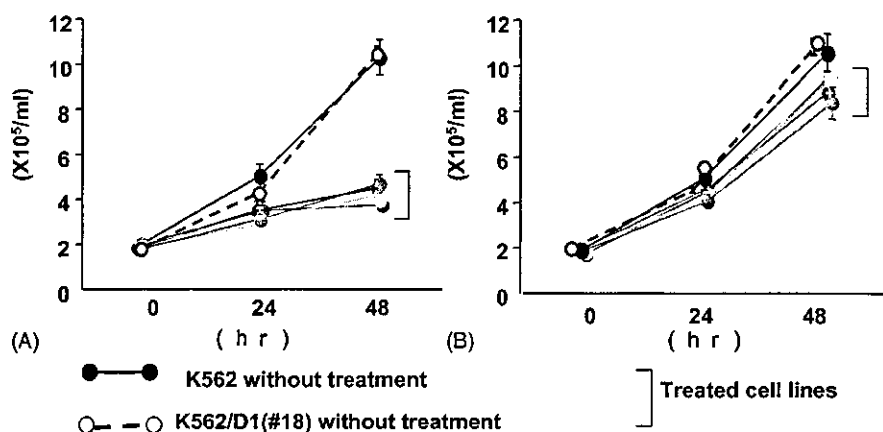 12
10
8
6
4
2
0
(X10⁵/ml)
0 24 48
( h r )
(A)
12
10
8
6
4
2
0
(X10⁵/ml)
0 24 48
( h r )
(B)
K562 without treatment
K562/D1(#18) without treatment
Treated cell lines